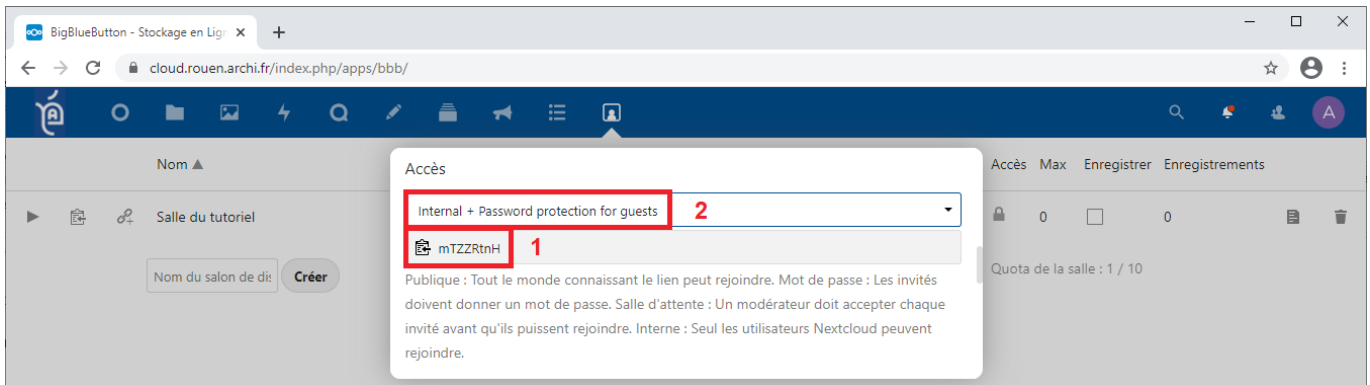 BigBlueButton - Stockage en Lign
cloud.rouen.archi.fr/index.php/apps/bbb/
A
Nom
Accès
Accès Max Enregistrer Enregistrements
Internal + Password protection for guests 2
Salle du tutoriel
0 0
mTZZRtnH 1
Nom du salon de dis Créer
Quota de la salle : 1 / 10
Publique : Tout le monde connaissant le lien peut rejoindre. Mot de passe : Les invités
doivent donner un mot de passe. Salle d'attente : Un modérateur doit accepter chaque
invité avant qu'ils puissent rejoindre. Interne : Seul les utilisateurs Nextcloud peuvent
rejoindre.